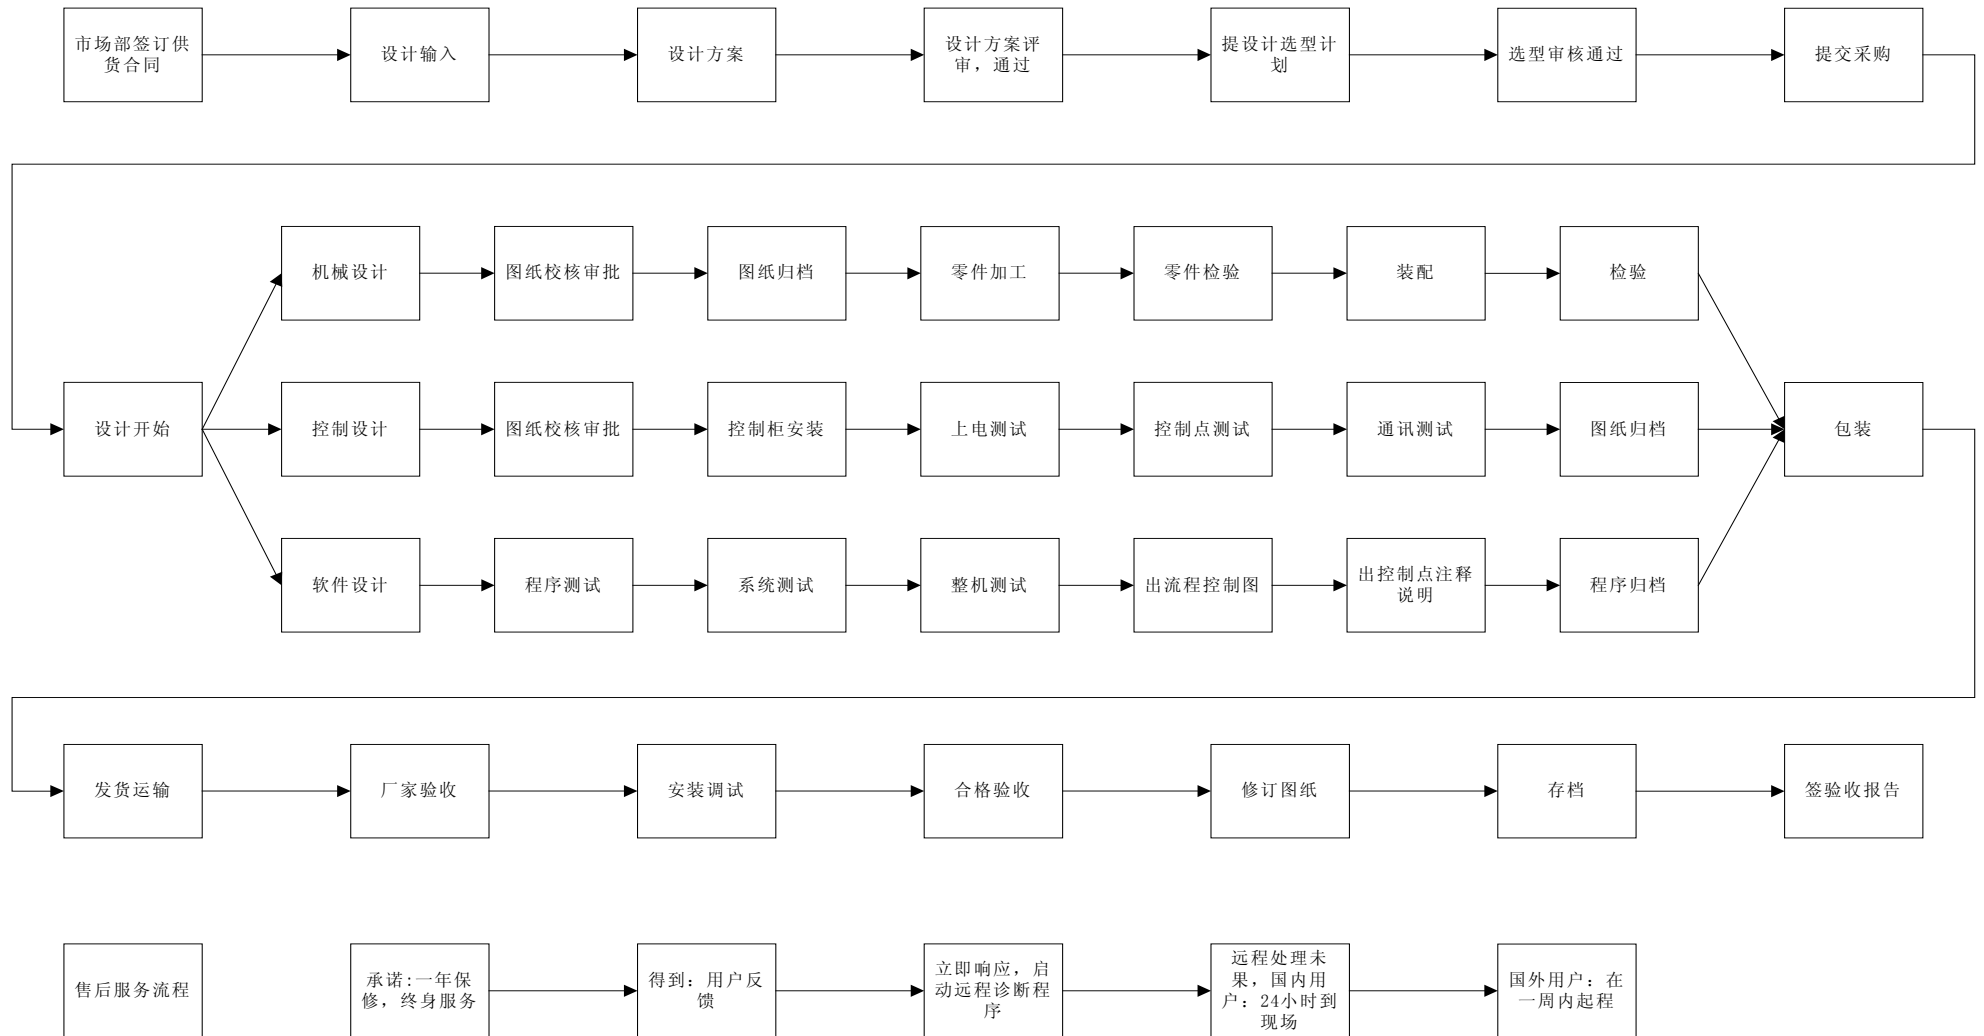 市场部签订供
货合同
设计输入
设计方案
设计方案评
审，通过
提设计选型计
划
选型审核通过
提交采购
机械设计
图纸校核审批
图纸归档
零件加工
零件检验
装配
检验
设计开始
控制设计
图纸校核审批
控制柜安装
上电测试
控制点测试
通讯测试
图纸归档
包装
软件设计
程序测试
系统测试
整机测试
出流程控制图
出控制点注释
说明
程序归档
发货运输
厂家验收
安装调试
合格验收
修订图纸
存档
签验收报告
售后服务流程
承诺:一年保
修，终身服务
得到：用户反
馈
立即响应，启
动远程诊断程
序
远程处理未
果，国内用
户：24小时到
现场
国外用户：在
一周内起程